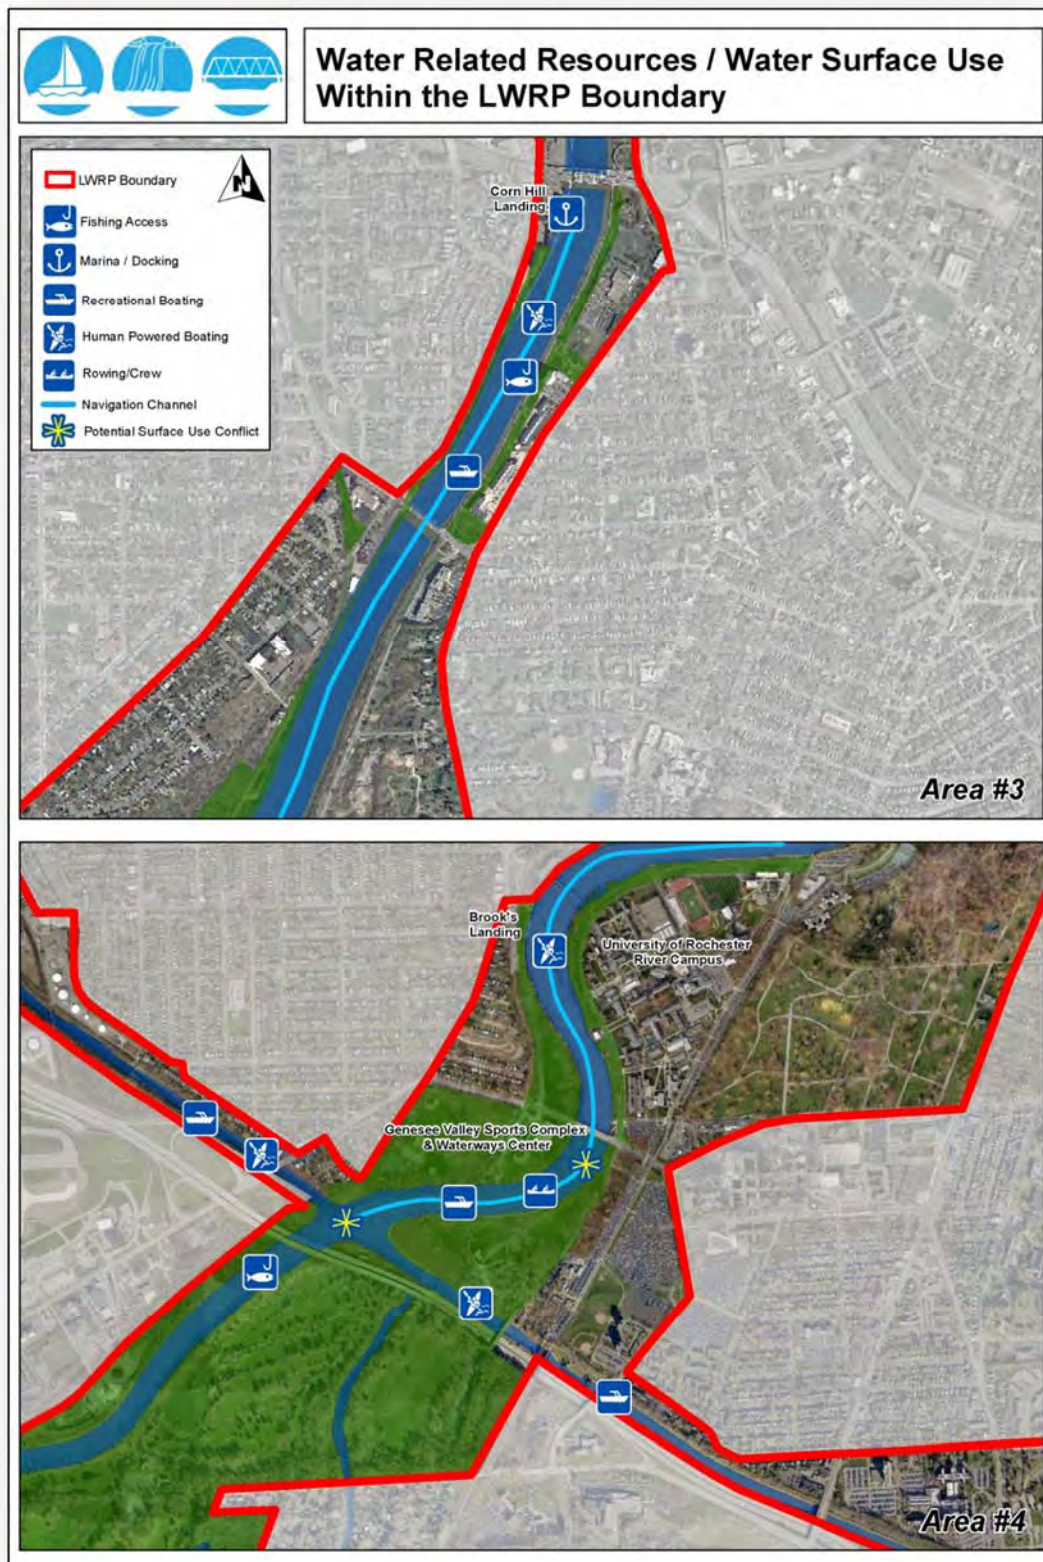 Water Related Resources / Water Surface Use
Within the LWRP Boundary
LWRP Boundary
N
Fishing Access
Marina / Docking
Recreational Boating
Human Powered Boating
Rowing/Crew
Navigation Channel
Potential Surface Use Conflict
Corn Hill
Landing
Area #3
Brook's
Landing
University of Rochester
River Campus
Genesee Valley Sports Complex
& Waterways Center
Area #4